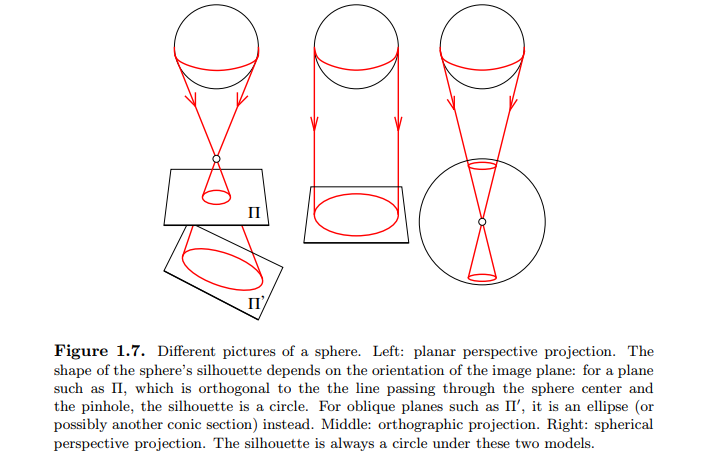 Π
Π'
Figure 1.7. Different pictures of a sphere. Left: planar perspective projection. The
shape of the sphere's silhouette depends on the orientation of the image plane: for a plane
such as Π, which is orthogonal to the the line passing through the sphere center and
the pinhole, the silhouette is a circle. For oblique planes such as Π′, it is an ellipse (or
possibly another conic section) instead. Middle: orthographic projection. Right: spherical
perspective projection. The silhouette is always a circle under these two models.